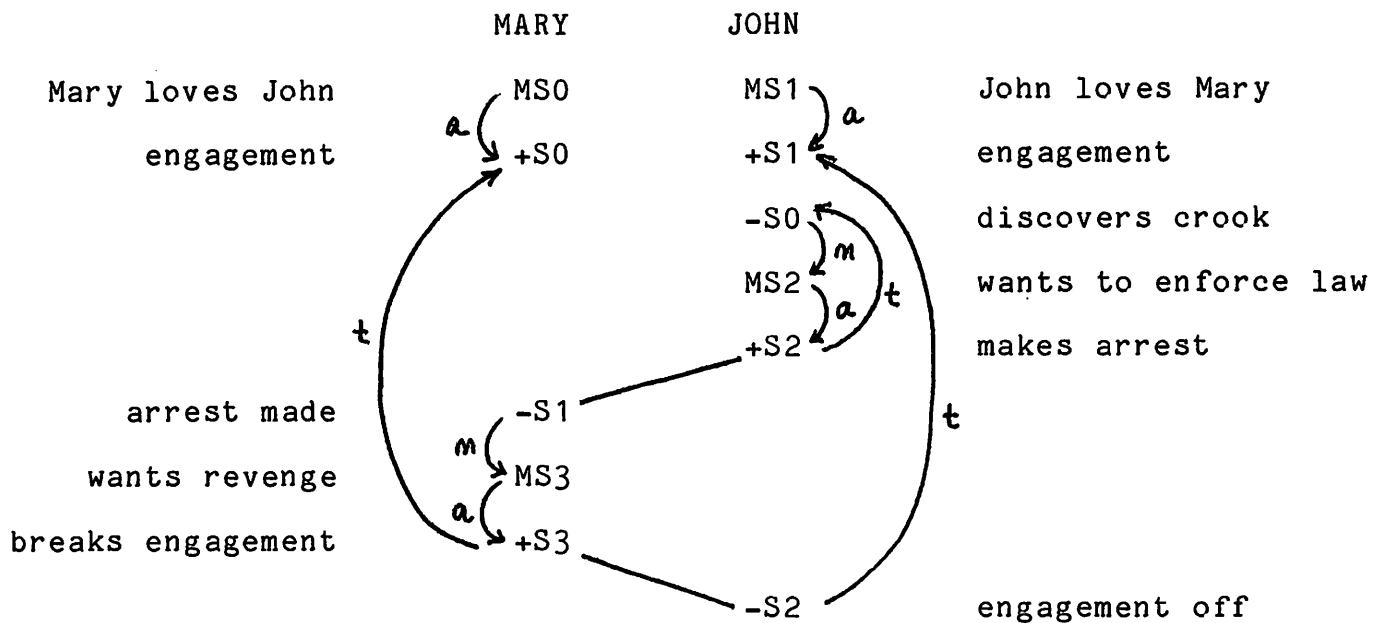 MARY JOHN
Mary loves John MS0 MS1 John loves Mary
a a
engagement +S0 +S1 engagement
-S0 discovers crook
m
MS2 wants to enforce law
t a t
+S2 makes arrest
arrest made -S1 t
m
wants revenge MS3
a
breaks engagement +S3
-S2 engagement off